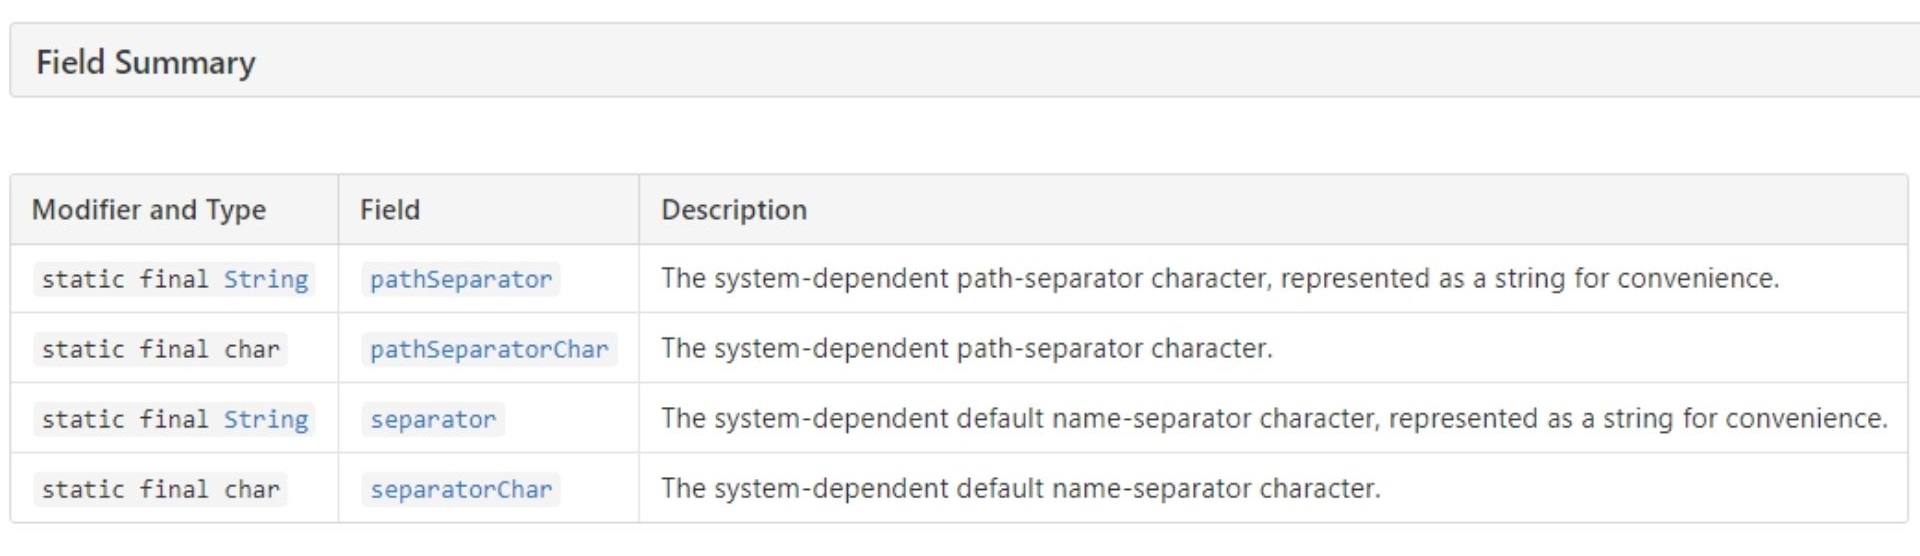 Field Summary
Modifier and Type Field Description
static final String pathSeparator The system-dependent path-separator character, represented as a string for convenience.
static final char pathSeparatorChar The system-dependent path-separator character.
static final String separator The system-dependent default name-separator character, represented as a string for convenience.
static final char separatorChar The system-dependent default name-separator character.